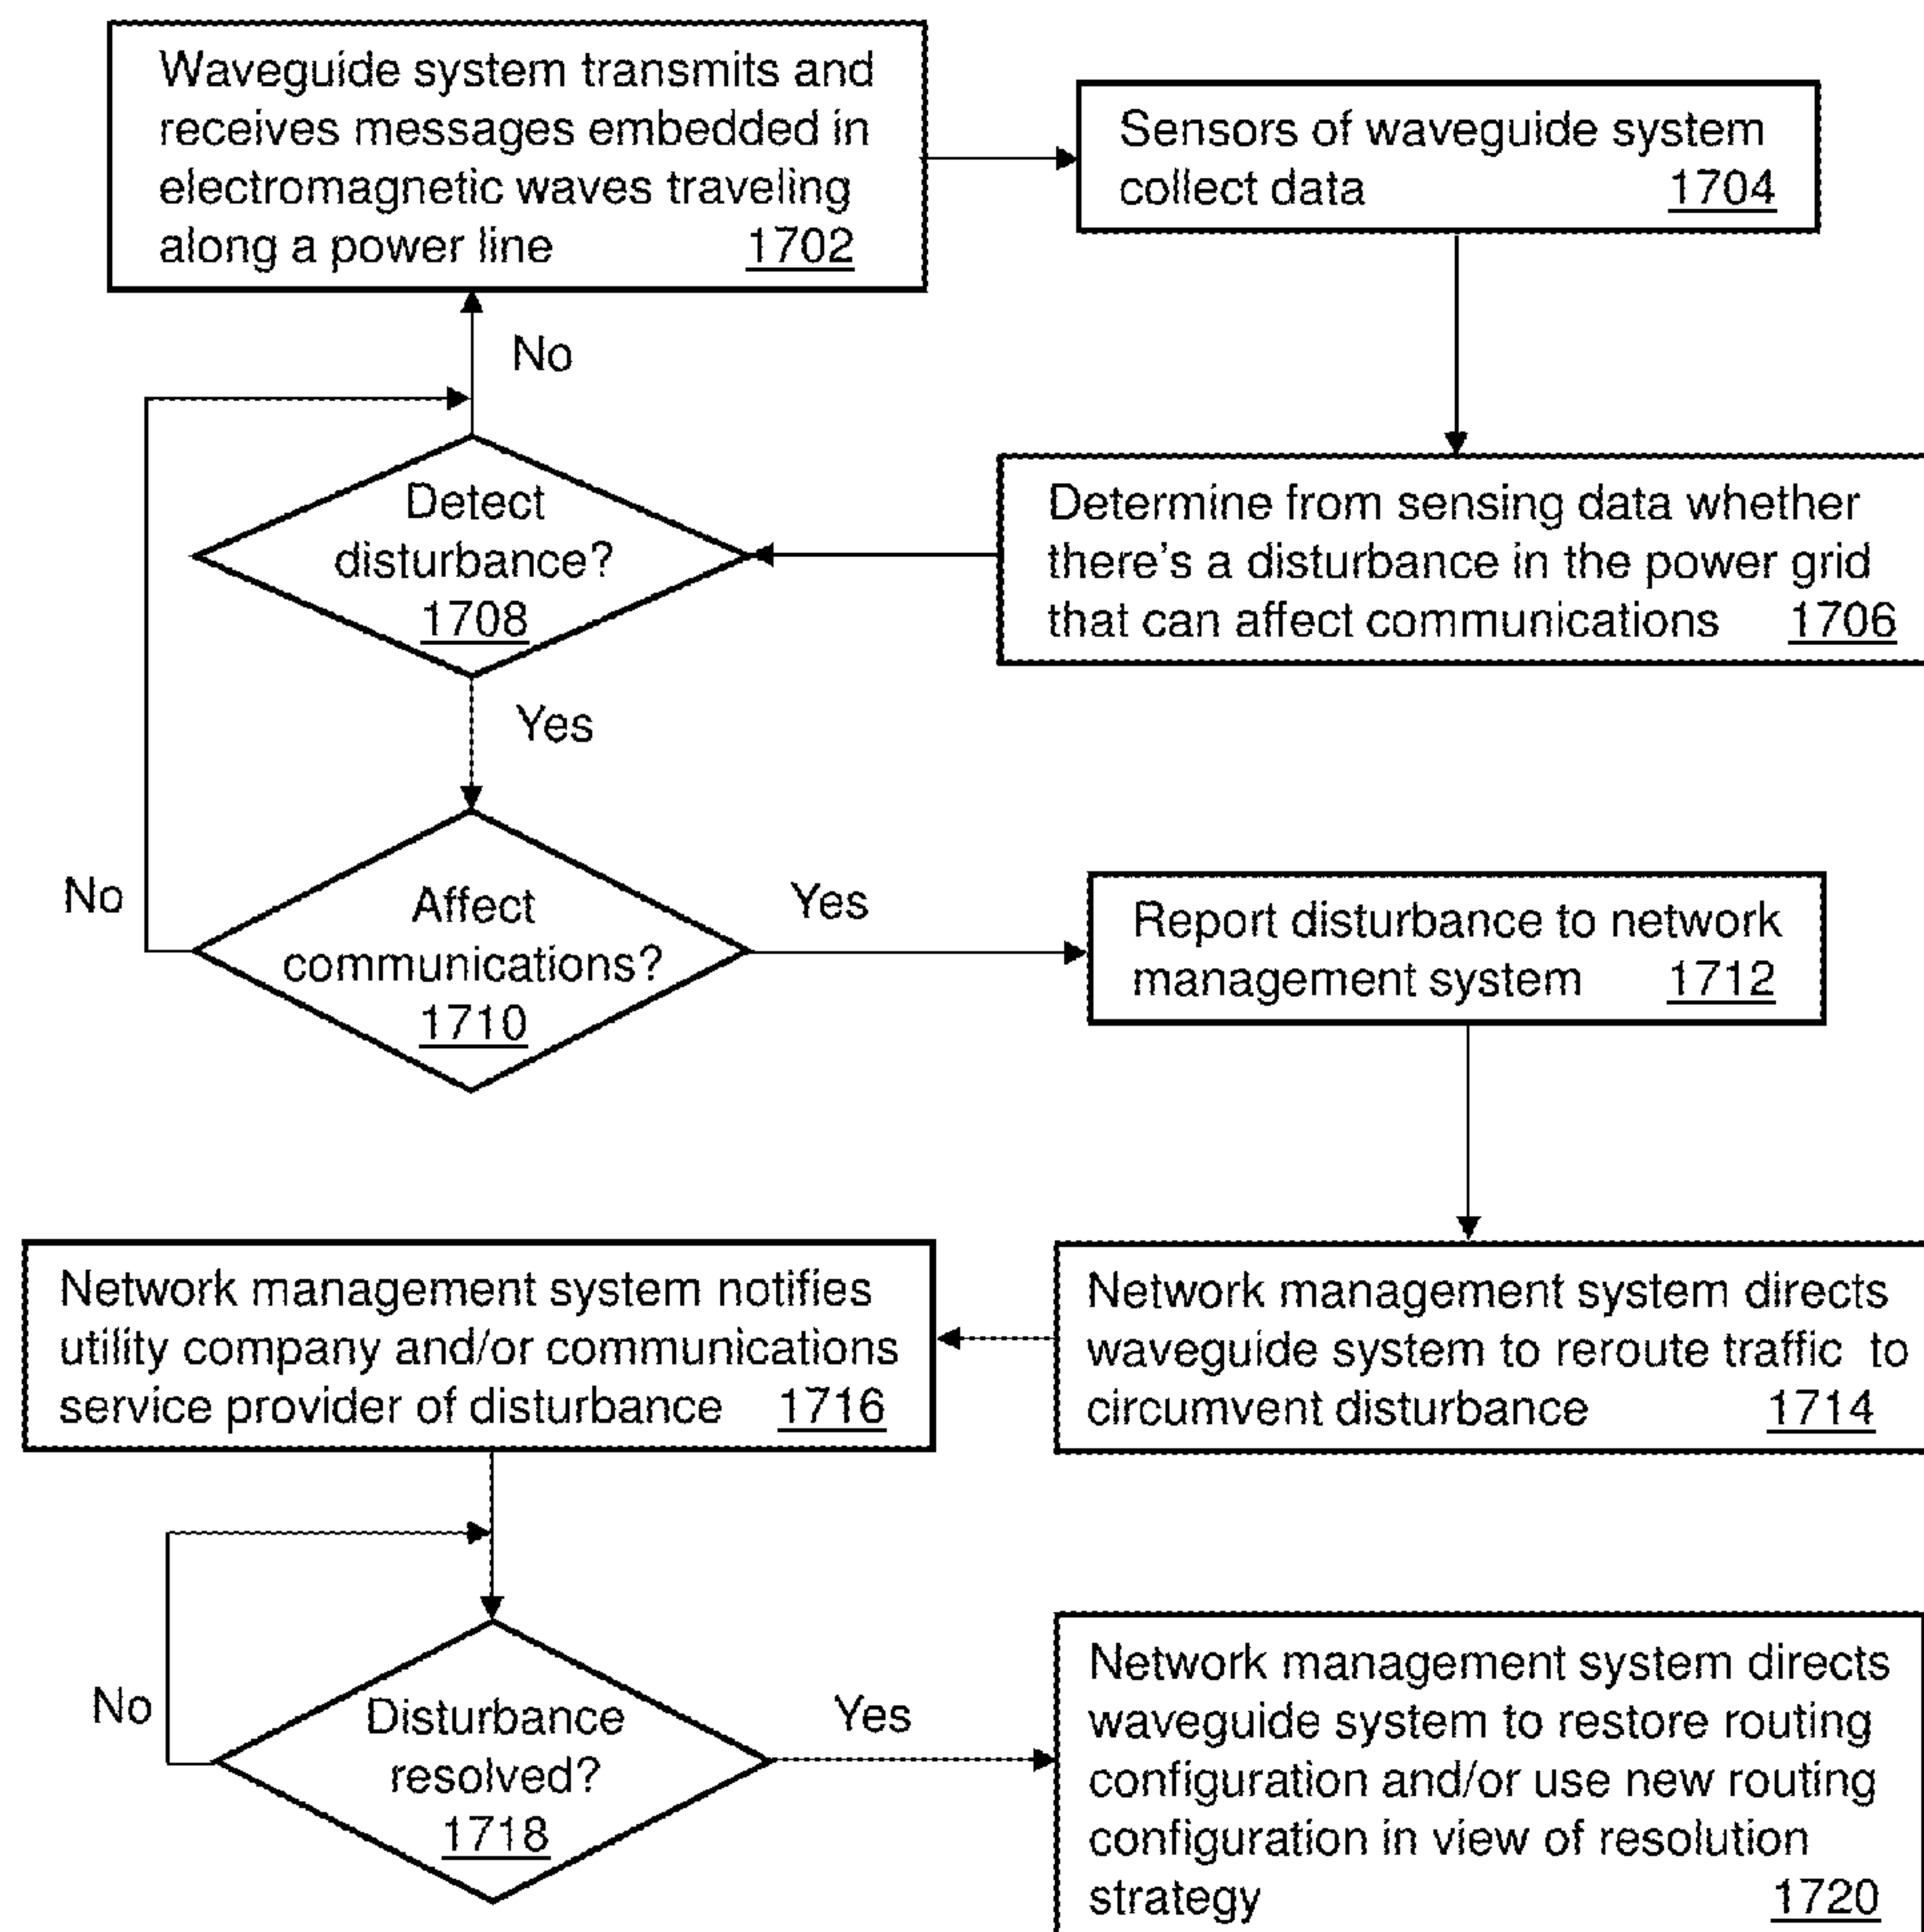 Waveguide system transmits and
receives messages embedded in
electromagnetic waves traveling
along a power line 1702
Sensors of waveguide system
collect data 1704
Determine from sensing data whether
there's a disturbance in the power grid
that can affect communications 1706
No
Detect
disturbance?
1708
Yes
No
Affect
communications?
1710
Yes
Report disturbance to network
management system 1712
Network management system directs
waveguide system to reroute traffic to
circumvent disturbance 1714
Network management system notifies
utility company and/or communications
service provider of disturbance 1716
No
Disturbance
resolved?
1718
Yes
Network management system directs
waveguide system to restore routing
configuration and/or use new routing
configuration in view of resolution
strategy 1720